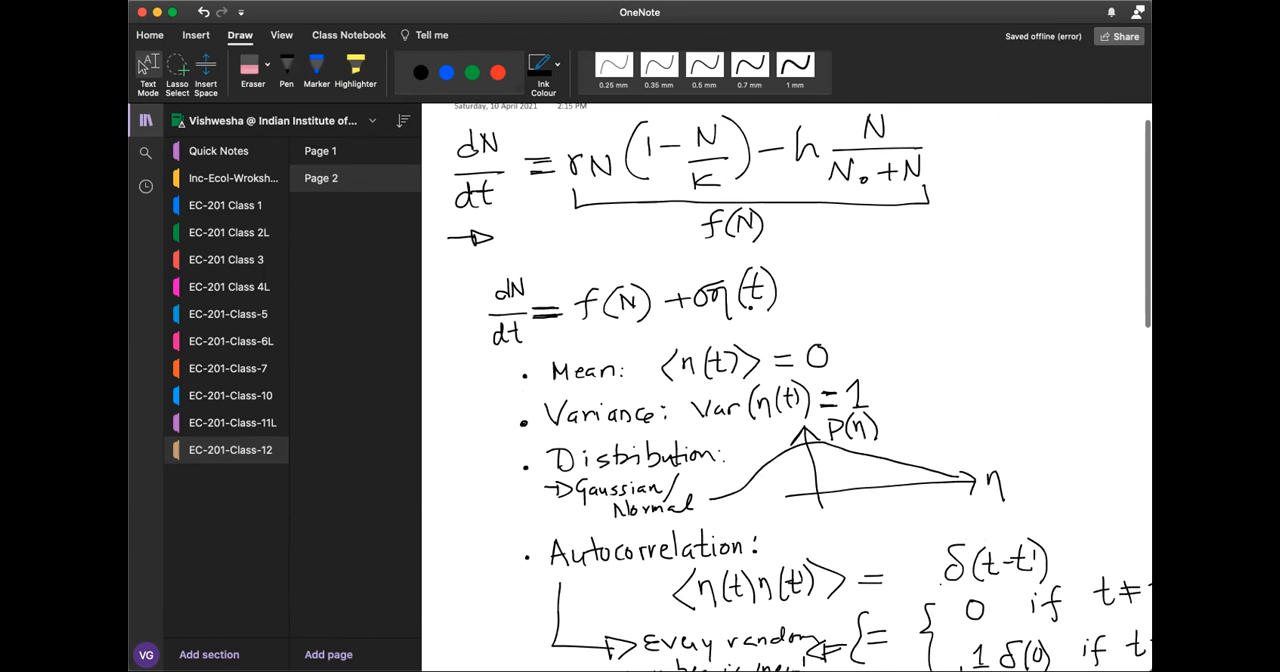 OneNote
Home Insert Draw View Class Notebook Tell me
Saved offline (error) Share
Text Mode
Lasso Select
Insert Space
Eraser
Pen
Marker
Highlighter
Ink Colour
0.25 mm 0.35 mm 0.5 mm 0.7 mm 1 mm
Vishwesha @ Indian Institute of...
Quick Notes
Inc-Ecol-Wroksh...
EC-201 Class 1
EC-201 Class 2L
EC-201 Class 3
EC-201 Class 4L
EC-201-Class-5
EC-201-Class-6L
EC-201-Class-7
EC-201-Class-10
EC-201-Class-11L
EC-201-Class-12
VG Add section
Page 1
Page 2
Add page
Saturday, 10 April 2021 2:15 PM
dN/dt = rN (1 - N/K) - h N/(N₀+N)
f(N)
dN/dt = f(N) + ση(t)
• Mean: ⟨η(t)⟩ = 0
• Variance: Var(η(t)) = 1
P(η)
• Distribution:
→ Gaussian/
Normal
η
• Autocorrelation:
⟨η(t)η(t')⟩ = δ(t-t')
= { 0 if t ≠
1 δ(0) if t
Every random